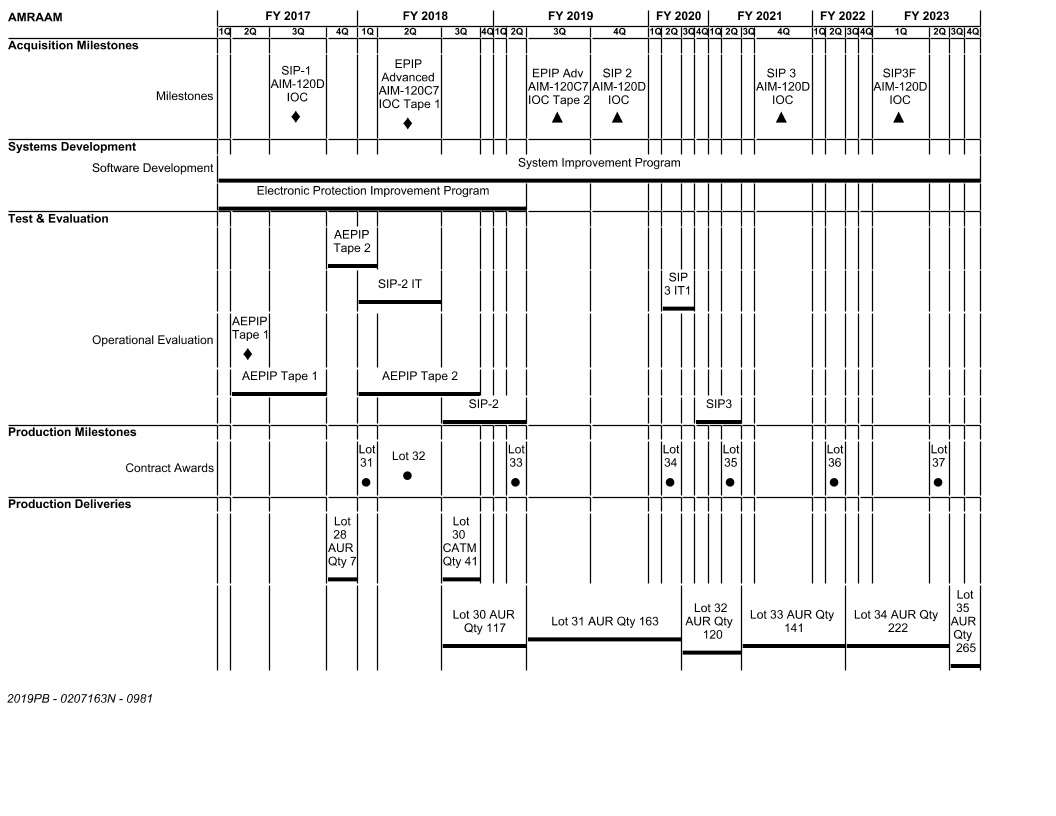 AMRAAM FY 2017 FY 2018 FY 2019 FY 2020 FY 2021 FY 2022 FY 2023
1Q 2Q 3Q 4Q 1Q 2Q 3Q 4Q 1Q 2Q 3Q 4Q 1Q 2Q 3Q 4Q 1Q 2Q 3Q 4Q 1Q 2Q 3Q 4Q 1Q 2Q 3Q 4Q
Acquisition Milestones
Milestones
SIP-1
AIM-120D
IOC
EPIP
Advanced
AIM-120C7
IOC Tape 1
EPIP Adv
AIM-120C7
IOC Tape 2
SIP 2
AIM-120D
IOC
SIP 3
AIM-120D
IOC
SIP3F
AIM-120D
IOC
Systems Development
Software Development
System Improvement Program
Electronic Protection Improvement Program
Test & Evaluation
AEPIP
Tape 2
SIP-2 IT
SIP
3 IT1
Operational Evaluation
AEPIP
Tape 1
AEPIP Tape 1
AEPIP Tape 2
SIP-2
SIP3
Production Milestones
Contract Awards
Lot
31
Lot 32
Lot
33
Lot
34
Lot
35
Lot
36
Lot
37
Production Deliveries
Lot
28
AUR
Qty 7
Lot
30
CATM
Qty 41
Lot 30 AUR
Qty 117
Lot 31 AUR Qty 163
Lot 32
AUR Qty
120
Lot 33 AUR Qty
141
Lot 34 AUR Qty
222
Lot
35
AUR
Qty
265
2019PB - 0207163N - 0981